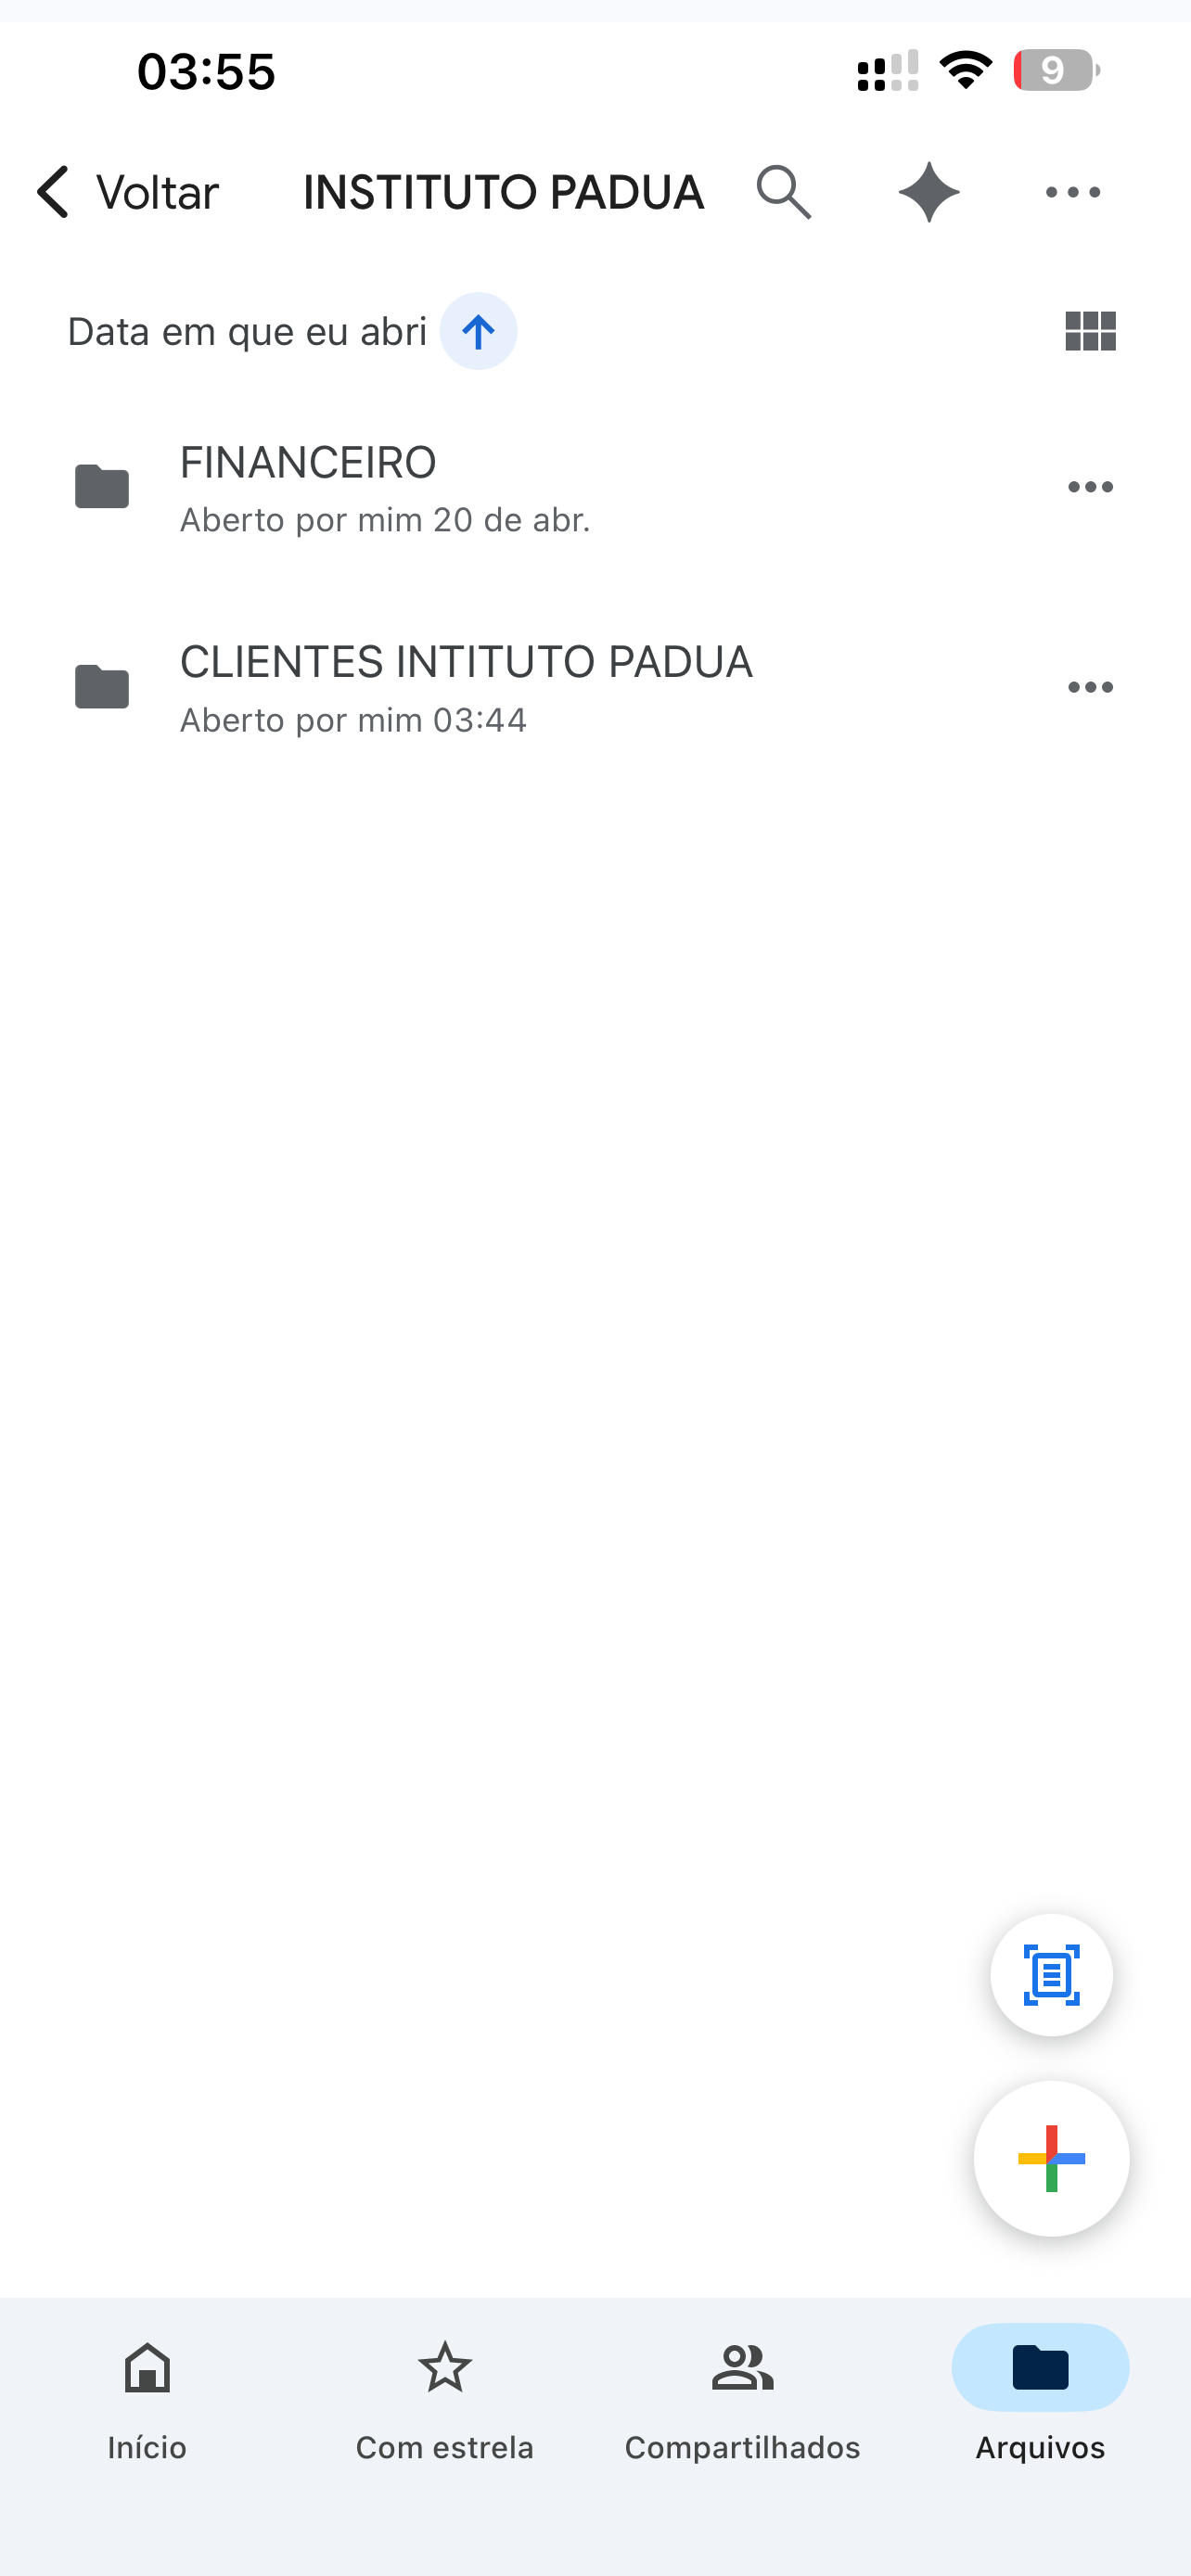 03:55
9
Voltar
INSTITUTO PADUA
Data em que eu abri
FINANCEIRO
Aberto por mim 20 de abr.
CLIENTES INTITUTO PADUA
Aberto por mim 03:44
Início
Com estrela
Compartilhados
Arquivos